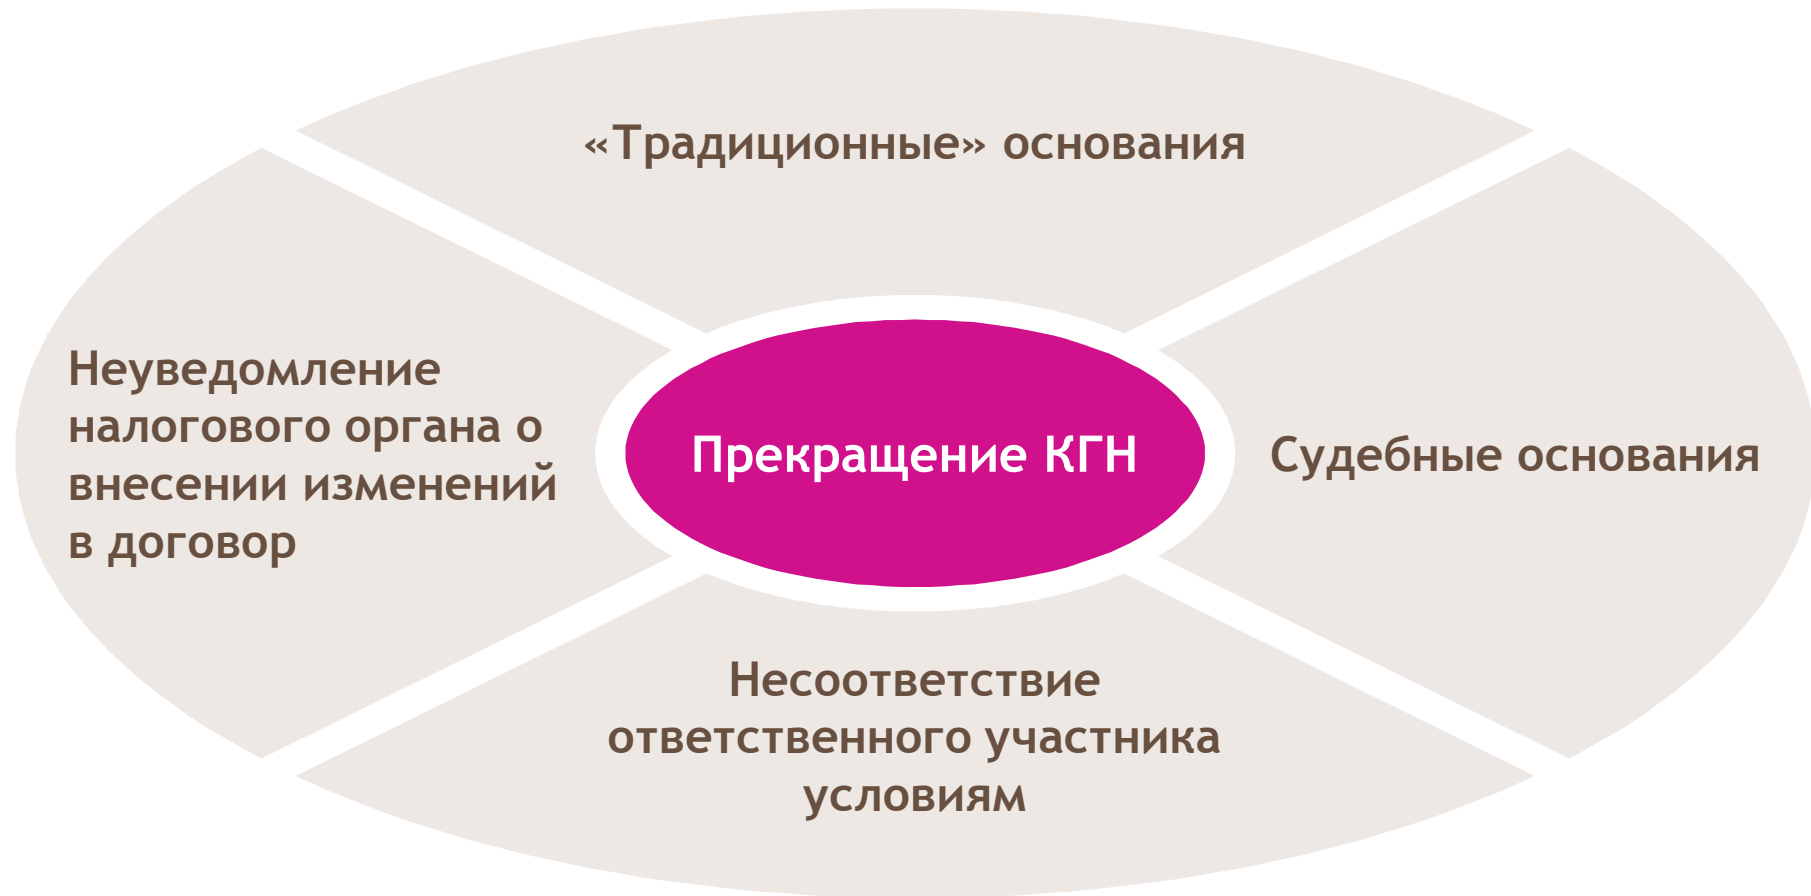 «Традиционные» основания
Неуведомление
налогового органа о
внесении изменений
в договор
Прекращение КГН
Судебные основания
Несоответствие
ответственного участника
условиям